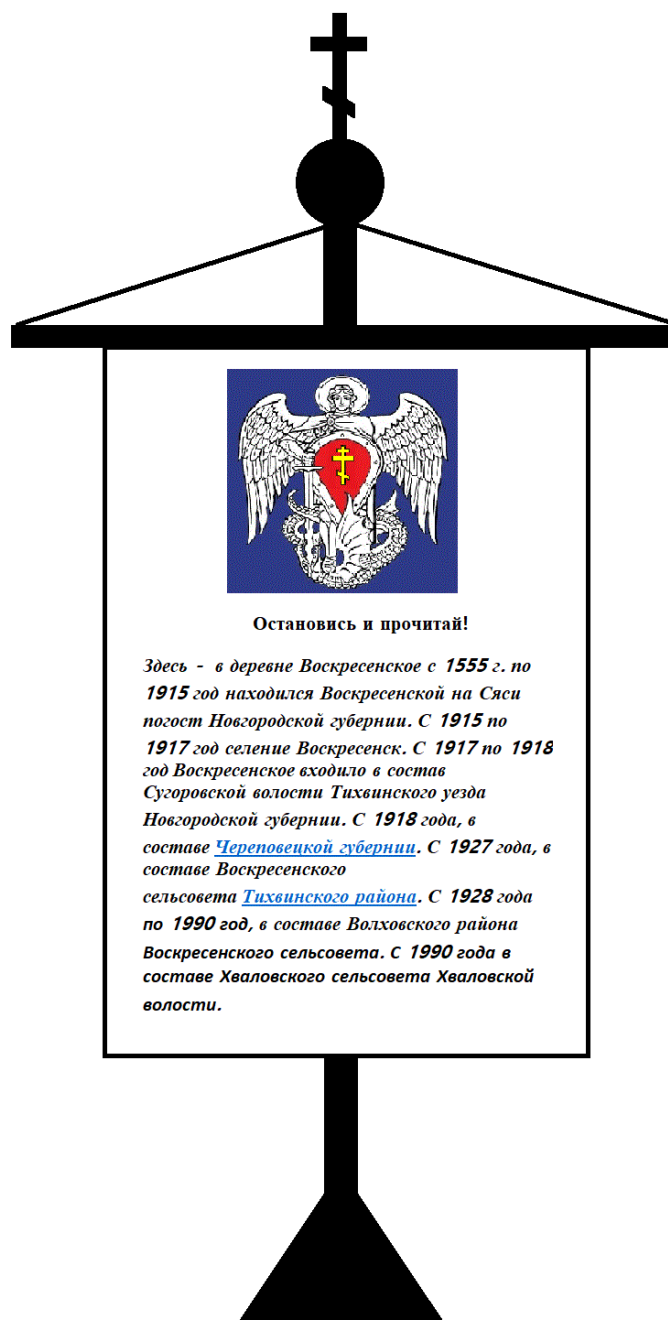 Остановись и прочитай!
Здесь - в деревне Воскресенское с 1555 г. по
1915 год находился Воскресенской на Сяси
погост Новгородской губернии. С 1915 по
1917 год селение Воскресенск. С 1917 по 1918
год Воскресенское входило в состав
Сугоровской волости Тихвинского уезда
Новгородской губернии. С 1918 года, в
составе Череповецкой губернии. С 1927 года, в
составе Воскресенского
сельсовета Тихвинского района. С 1928 года
по 1990 год, в составе Волховского района
Воскресенского сельсовета. С 1990 года в
составе Хваловского сельсовета Хваловской
волости.